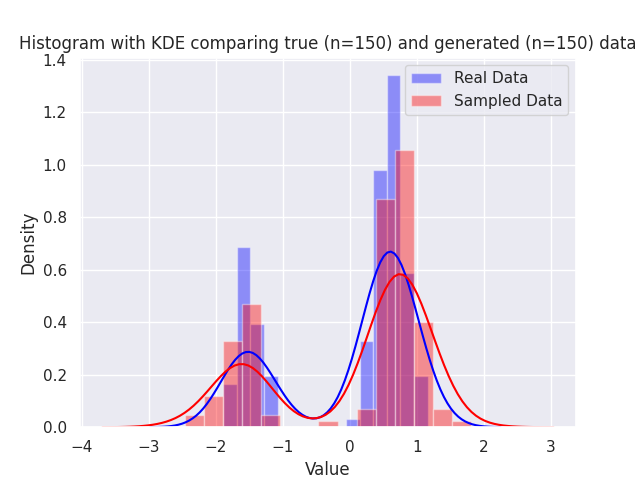 Histogram with KDE comparing true (n=150) and generated (n=150) data
1.4
Real Data
Sampled Data
1.2
1.0
0.8
0.6
0.4
0.2
0.0
Density
−4 −3 −2 −1 0 1 2 3
Value